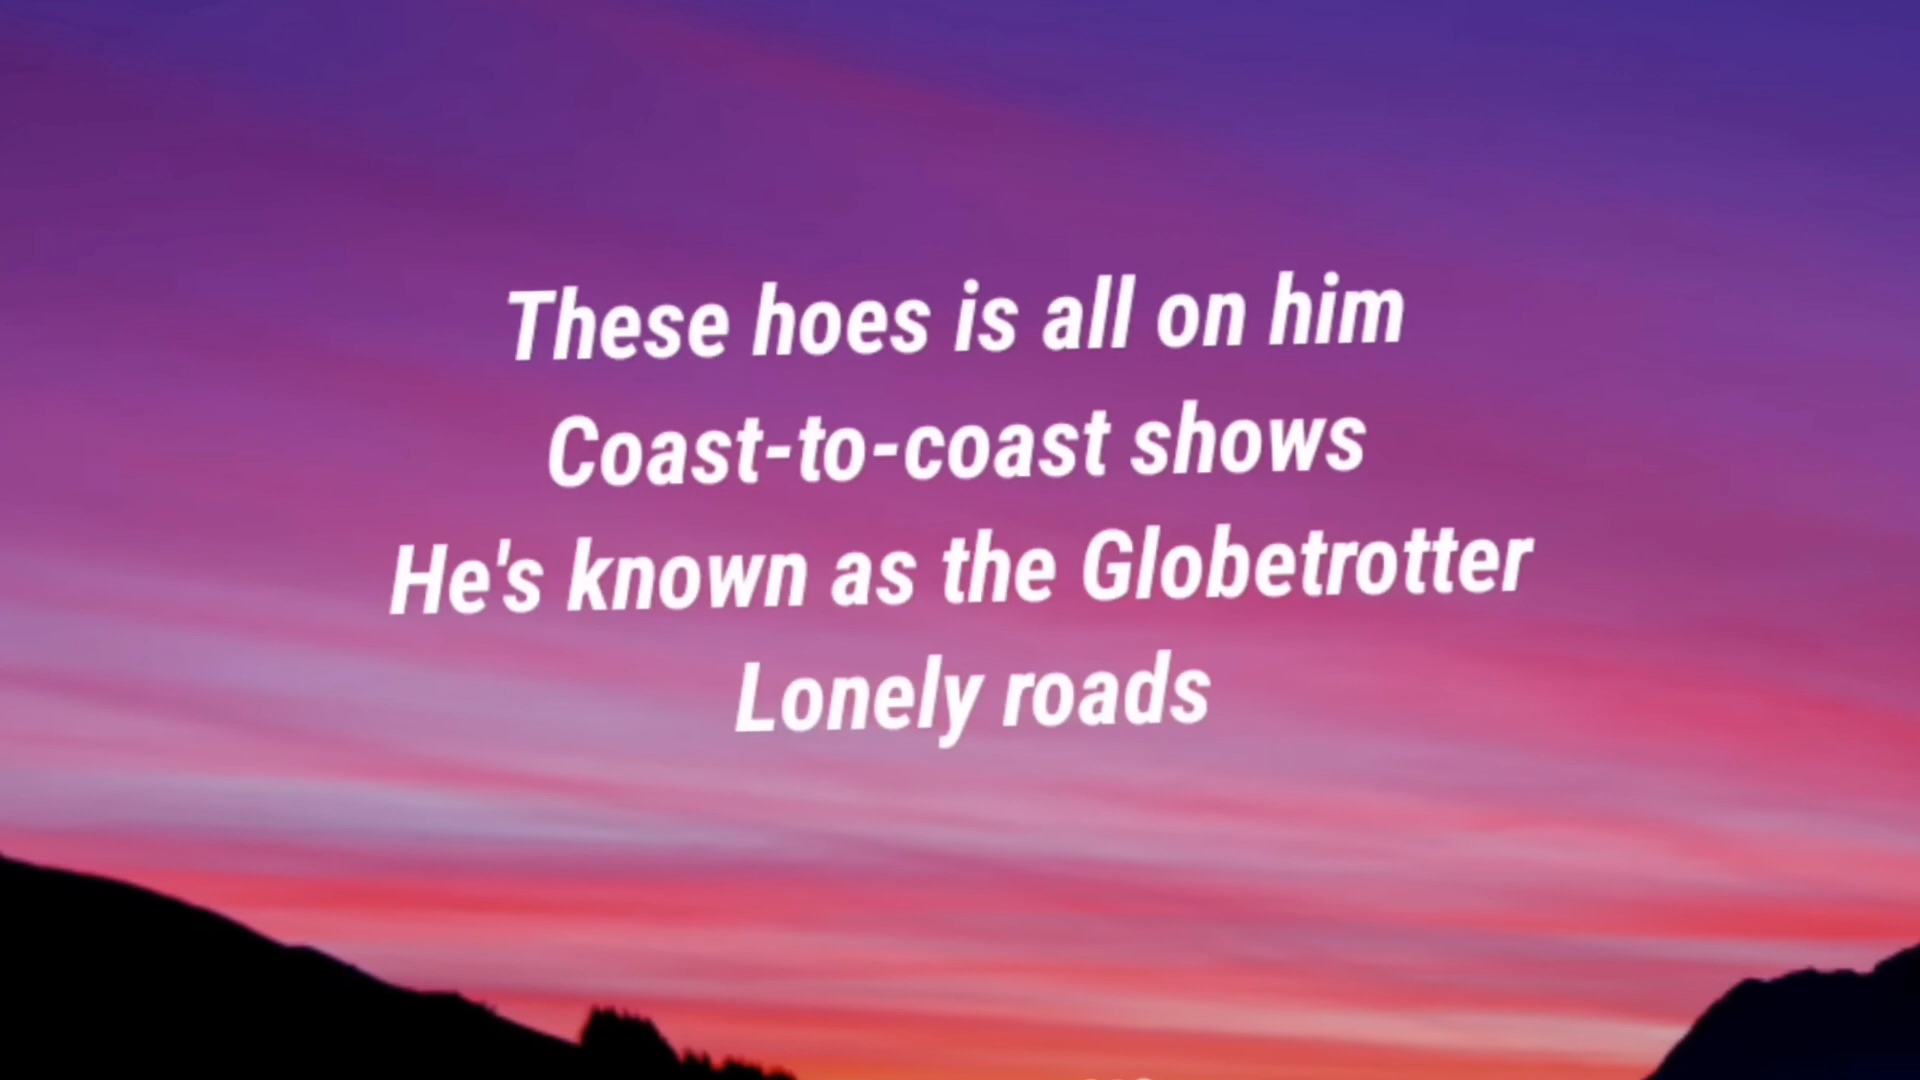 These hoes is all on him
Coast-to-coast shows
He's known as the Globetrotter
Lonely roads